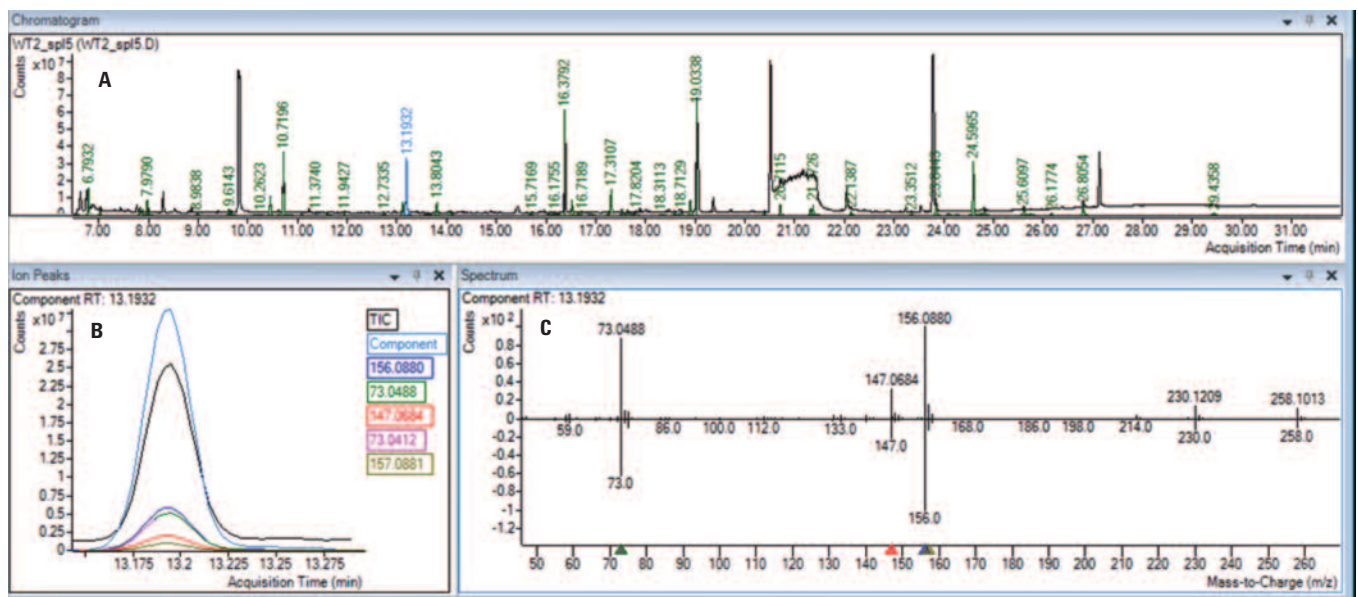 Chromatogram
WT2_spl5 (WT2_spl5.D)
Counts
x10 7
A
8
7
6
5
4
3
2
1
0
6.7932
7.9790
8.9838
9.6143
10.2623
10.7196
11.3740
11.9427
12.7335
13.1932
13.8043
15.7169
16.1755
16.3792
16.7189
17.3107
17.8204
18.3113
18.7129
19.0338
22.1387
23.3512
24.5965
25.6097
26.1774
26.8054
29.4358
7.00 8.00 9.00 10.00 11.00 12.00 13.00 14.00 15.00 16.00 17.00 18.00 19.00 20.00 21.00 22.00 23.00 24.00 25.00 26.00 27.00 28.00 29.00 30.00 31.00
Acquisition Time (min)
Ion Peaks
Component RT: 13.1932
Counts
x10 7
B
2.75
2.5
2.25
2
1.75
1.5
1.25
1
0.75
0.5
0.25
0
TIC
Component
156.0880
73.0488
147.0684
73.0412
157.0881
13.175 13.2 13.225 13.25 13.275
Acquisition Time (min)
Spectrum
Component RT: 13.1932
Counts
x10 2
C
0.8
0.6
0.4
0.2
0
-0.2
-0.4
-0.6
-0.8
-1
-1.2
73.0488
156.0880
147.0684
230.1209
258.1013
59.0 86.0 100.0 112.0 133.0 147.0 168.0 186.0 198.0 214.0 230.0 258.0
73.0
156.0
50 60 70 80 90 100 110 120 130 140 150 160 170 180 190 200 210 220 230 240 250 260
Mass-to-Charge (m/z)